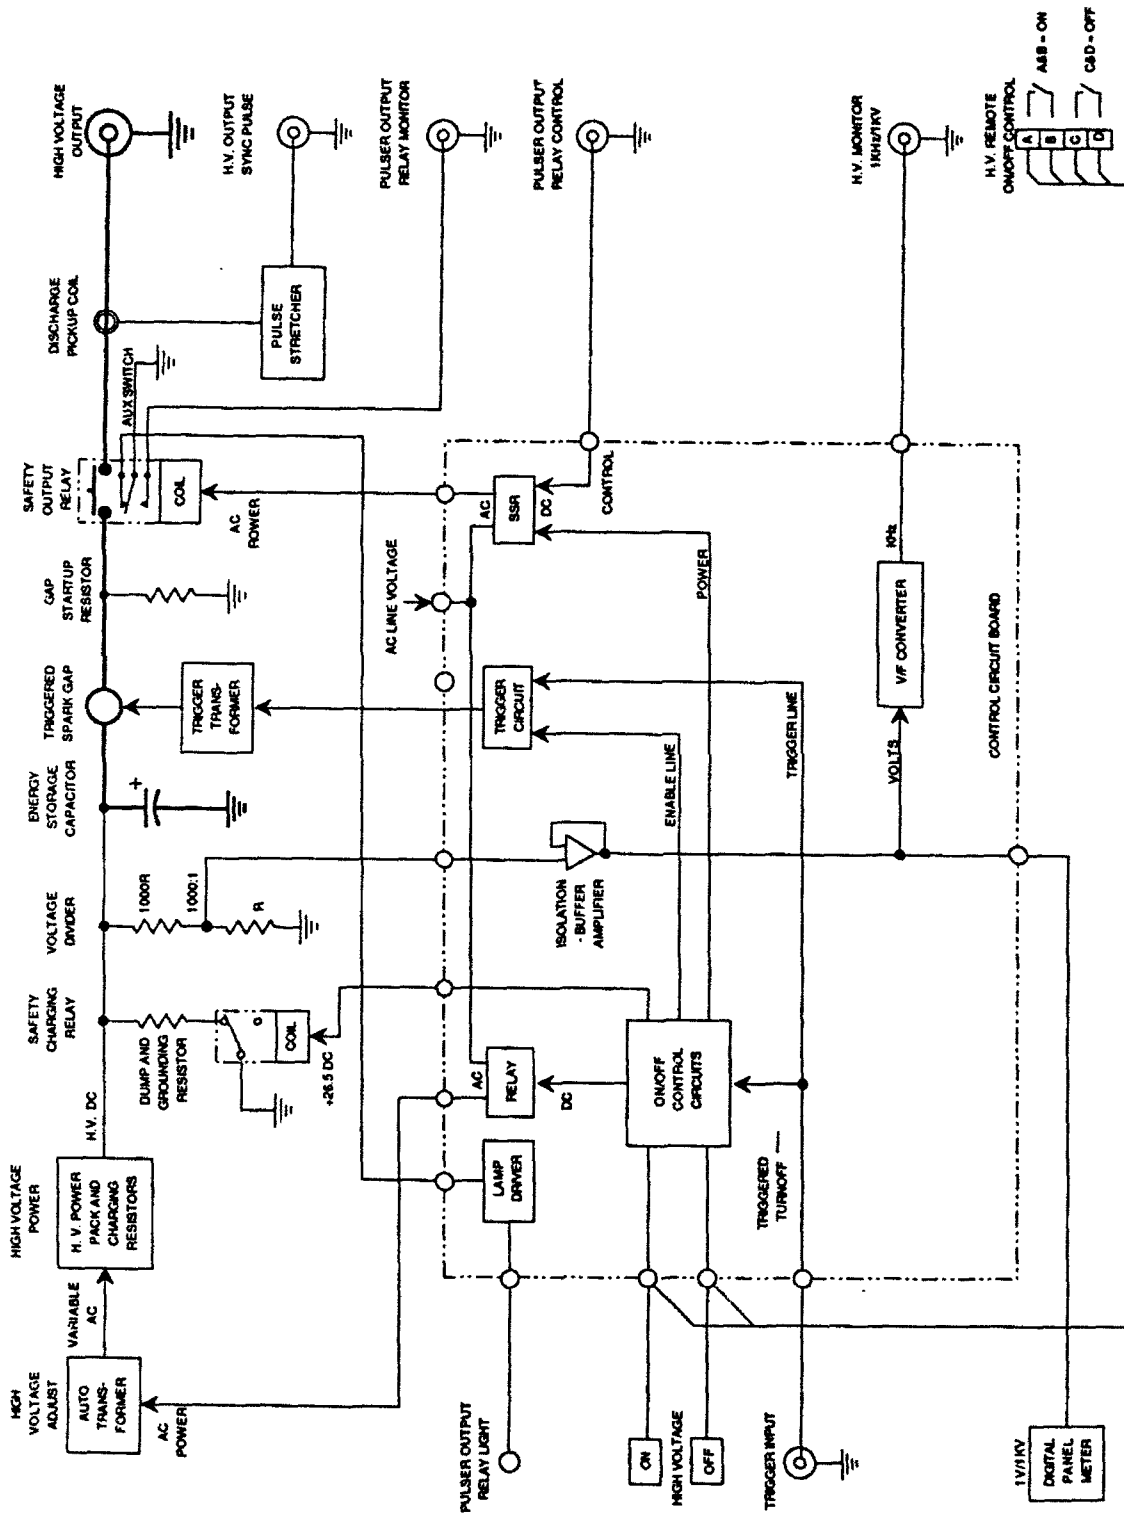 HIGH
VOLTAGE
ADJUST
AUTO
TRANS-
FORMER
VARIABLE
AC
AC
POWER
HIGH VOLTAGE
POWER
H. V. POWER
PACK AND
CHARGING
RESISTORS
H.V. DC
SAFETY
CHARGING
RELAY
DUMP AND
GROUNDING
RESISTOR
COIL
+26.5 DC
VOLTAGE
DIVIDER
1000R
1000:1
R
ENERGY
STORAGE
CAPACITOR
+
TRIGGERED
SPARK GAP
TRIGGER
TRANS-
FORMER
GAP
STARTUP
RESISTOR
SAFETY
OUTPUT
RELAY
COIL
AC
POWER
AUX SWITCH
DISCHARGE
PICKUP COIL
PULSE
STRETCHER
HIGH VOLTAGE
OUTPUT
H.V. OUTPUT
SYNC PULSE
PULSER OUTPUT
RELAY MONITOR
PULSER OUTPUT
RELAY CONTROL
AC LINE VOLTAGE
LAMP
DRIVER
AC
RELAY
DC
TRIGGER
CIRCUIT
AC
SSR
DC
CONTROL
ISOLATION
- BUFFER
AMPLIFIER
ENABLE LINE
POWER
ON/OFF
CONTROL
CIRCUITS
TRIGGERED
TURNOFF
TRIGGER LINE
VOLTS
V/F CONVERTER
KHz
CONTROL CIRCUIT BOARD
PULSER OUTPUT
RELAY LIGHT
ON
HIGH VOLTAGE
OFF
TRIGGER INPUT
1V/1KV
DIGITAL
PANEL
METER
H.V. MONITOR
1KHz/1KV
H.V. REMOTE
ON/OFF CONTROL
A
B
C
D
A&B = ON
C&D = OFF